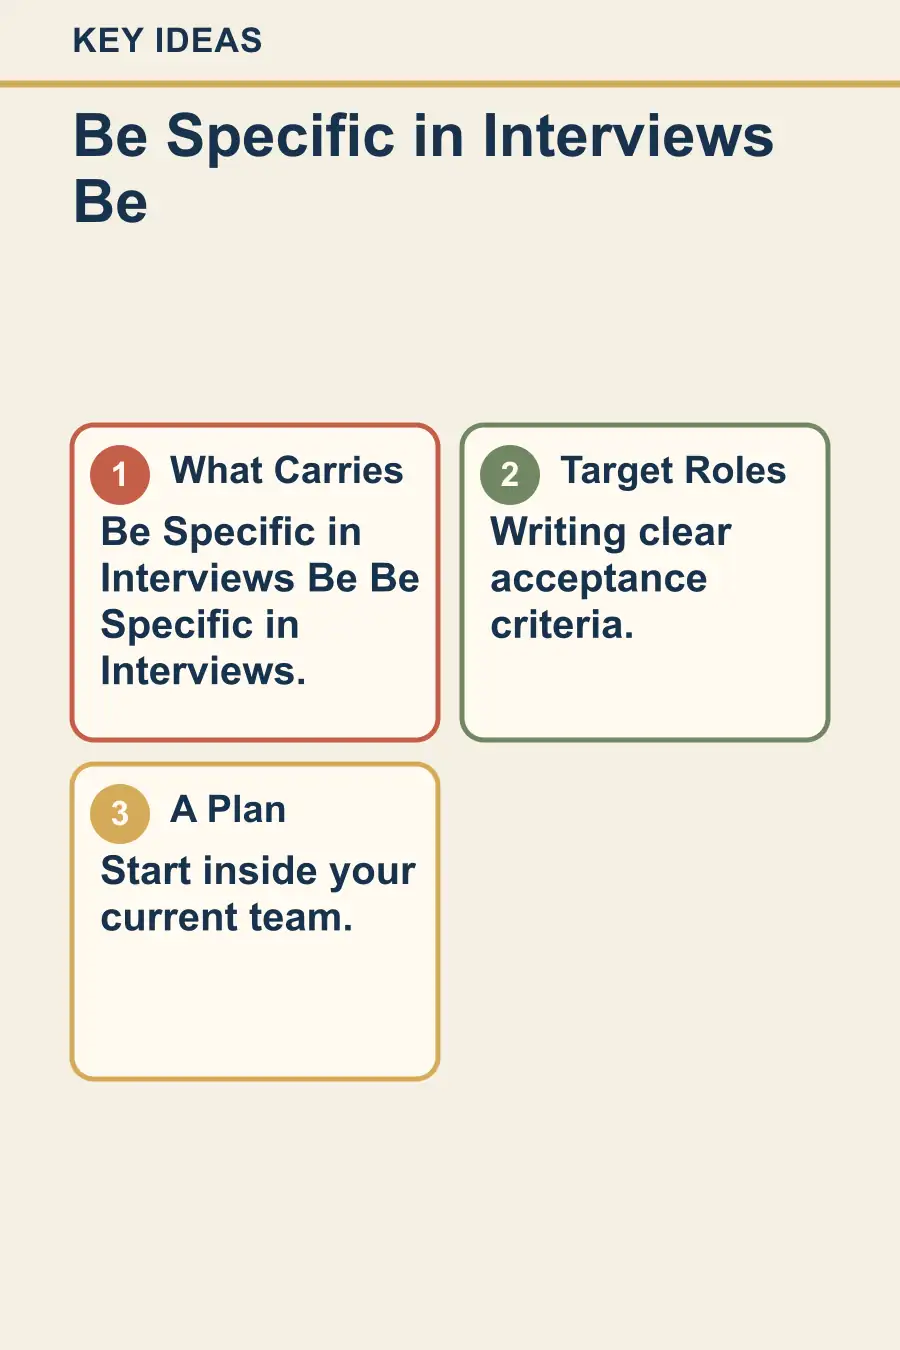 KEY IDEAS
Be Specific in Interviews
Be
1
What Carries
Be Specific in
Interviews Be Be
Specific in
Interviews.
2
Target Roles
Writing clear
acceptance
criteria.
3
A Plan
Start inside your
current team.